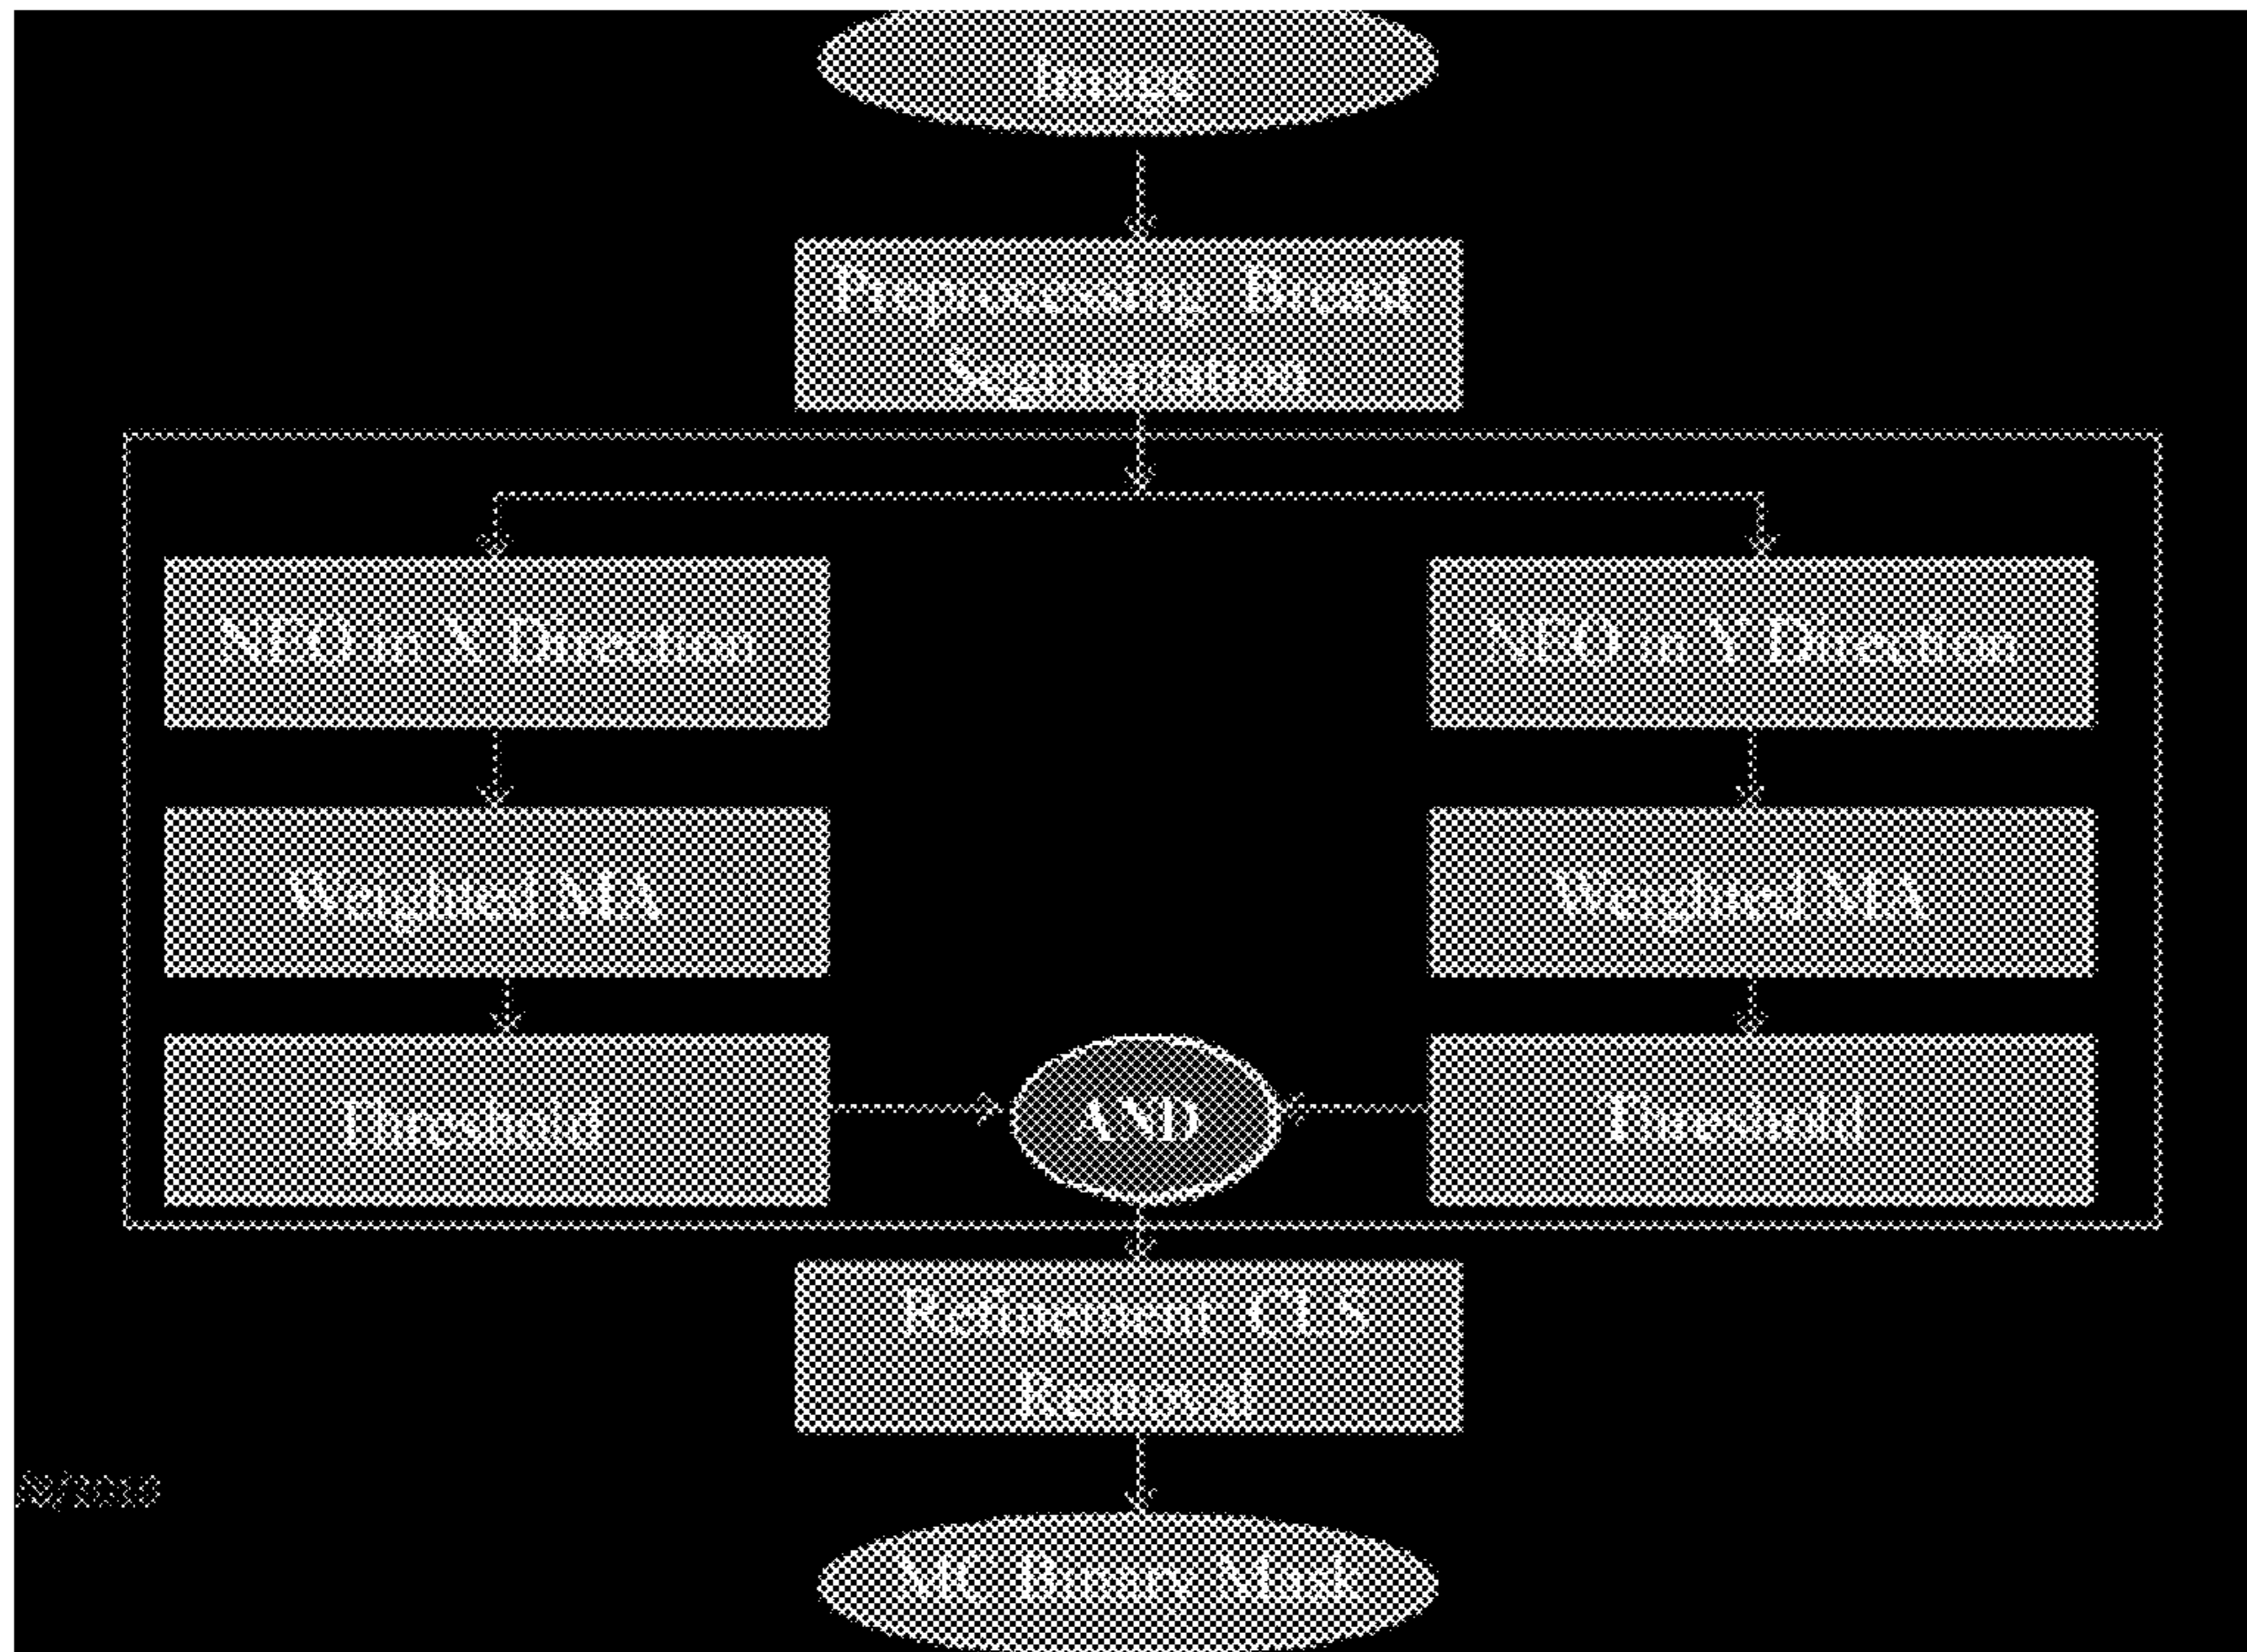 Image
Preprocessing Breast
Segmentation
NEO in X Direction
NEO in Y Direction
Weighted MA
Weighted MA
Threshold
AND
Threshold
Refinement CLS
Removal
MC Binary Mask